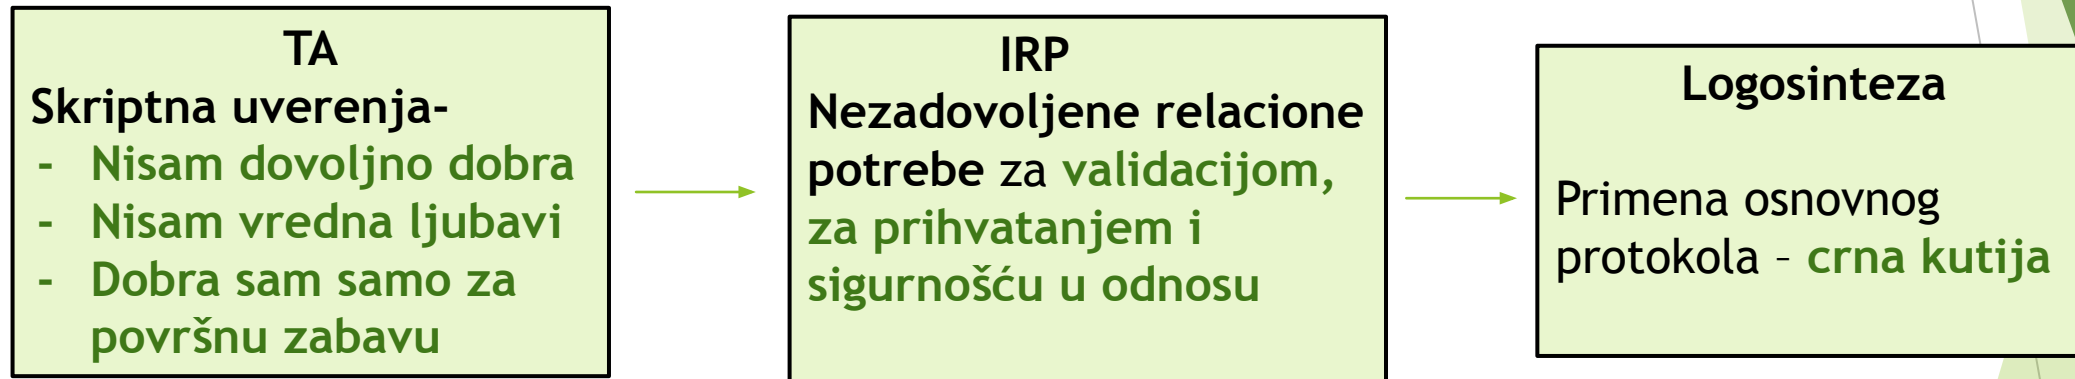 TA
Skriptna uverenja-
- Nisam dovoljno dobra
- Nisam vredna ljubavi
- Dobra sam samo za
površnu zabavu
IRP
Nezadovoljene relacione
potrebe za validacijom,
za prihvatanjem i
sigurnošću u odnosu
Logosinteza
Primena osnovnog
protokola – crna kutija